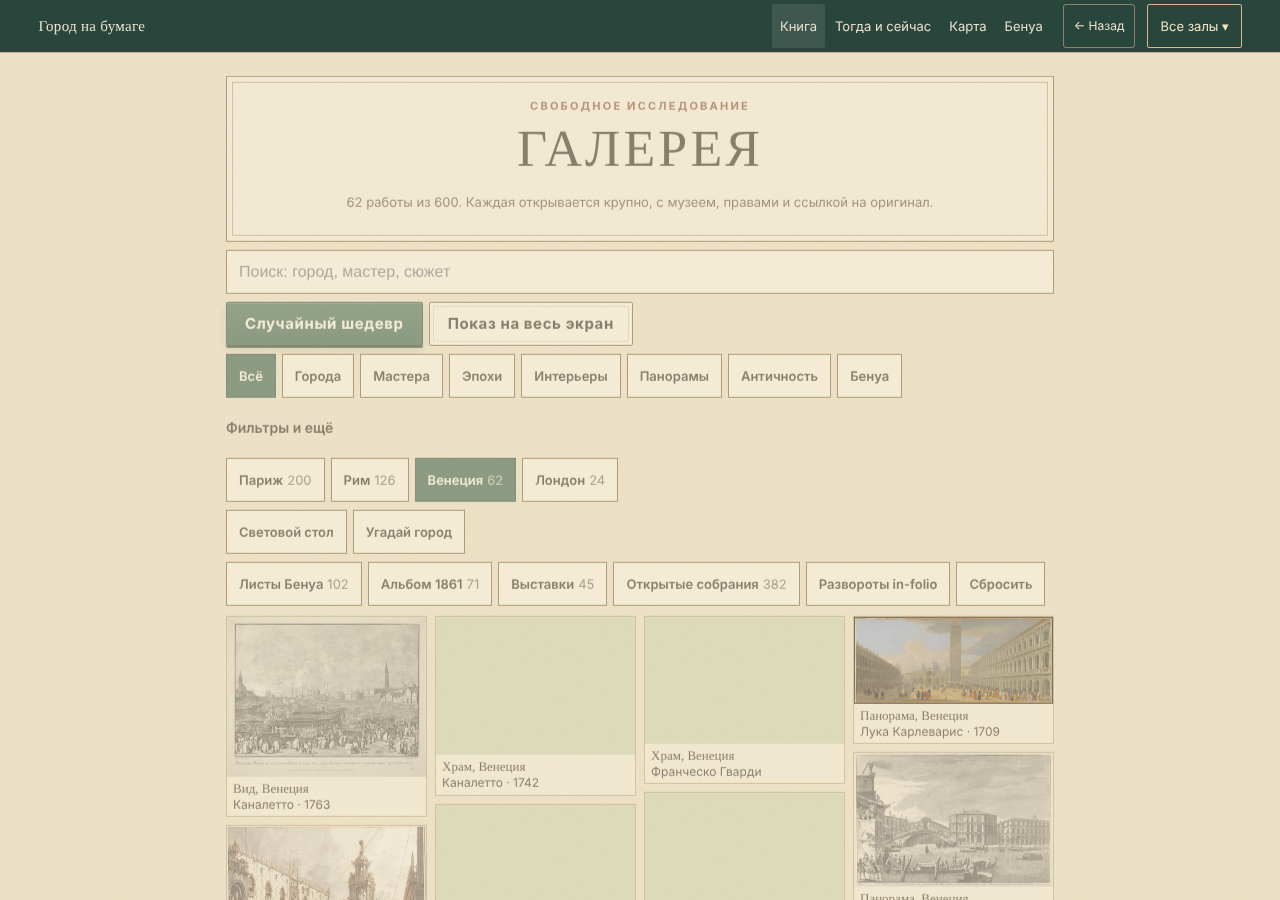 Город на бумаге
Книга Тогда и сейчас Карта Бенуа ← Назад Все залы ▾
СВОБОДНОЕ ИССЛЕДОВАНИЕ
ГАЛЕРЕЯ
62 работы из 600. Каждая открывается крупно, с музеем, правами и ссылкой на оригинал.
Поиск: город, мастер, сюжет
Случайный шедевр Показ на весь экран
Всё Города Мастера Эпохи Интерьеры Панорамы Античность Бенуа
Фильтры и ещё
Париж 200 Рим 126 Венеция 62 Лондон 24
Световой стол Угадай город
Листы Бенуа 102 Альбом 1861 71 Выставки 45 Открытые собрания 382 Развороты in-folio Сбросить
Вид, Венеция
Каналетто · 1763
Храм, Венеция
Каналетто · 1742
Храм, Венеция
Франческо Гварди
Панорама, Венеция
Лука Карлеварис · 1709
Панорама, Венеция